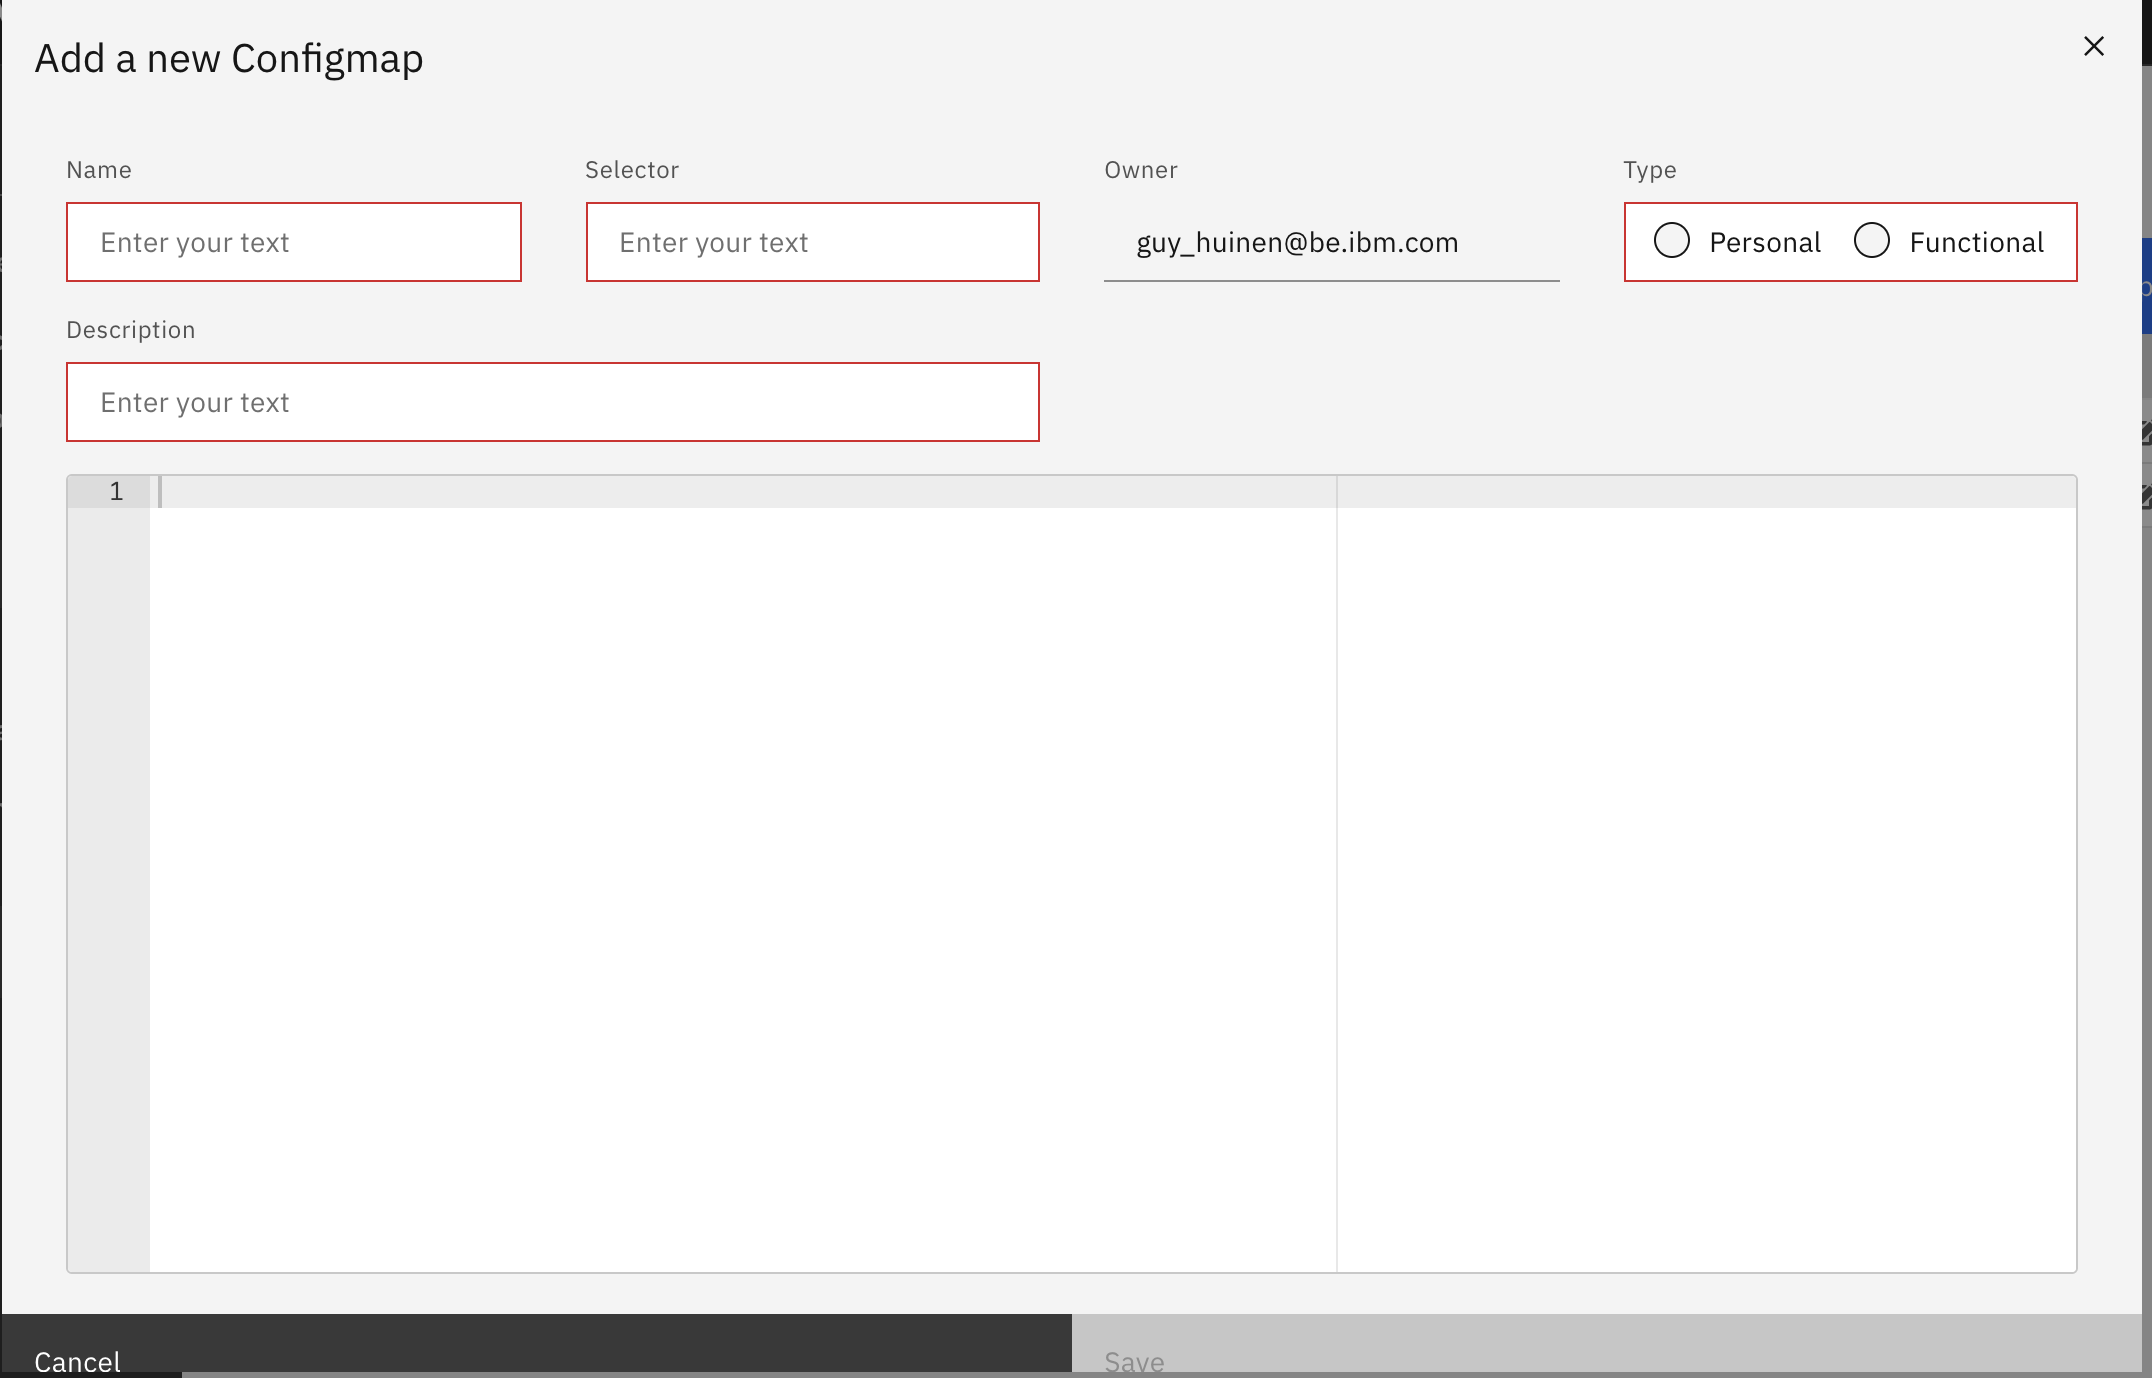 Add a new Configmap
Name
Selector
Owner
Type
Enter your text
Enter your text
guy_huinen@be.ibm.com
Personal
Functional
Description
Enter your text
1
Cancel
Save